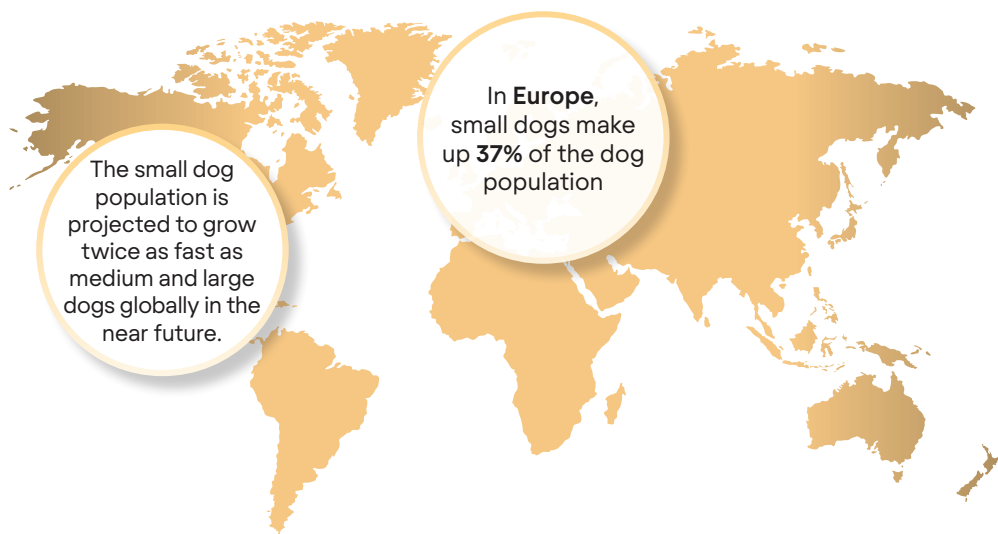 The small dog
population is
projected to grow
twice as fast as
medium and large
dogs globally in the
near future.
In Europe,
small dogs make
up 37% of the dog
population